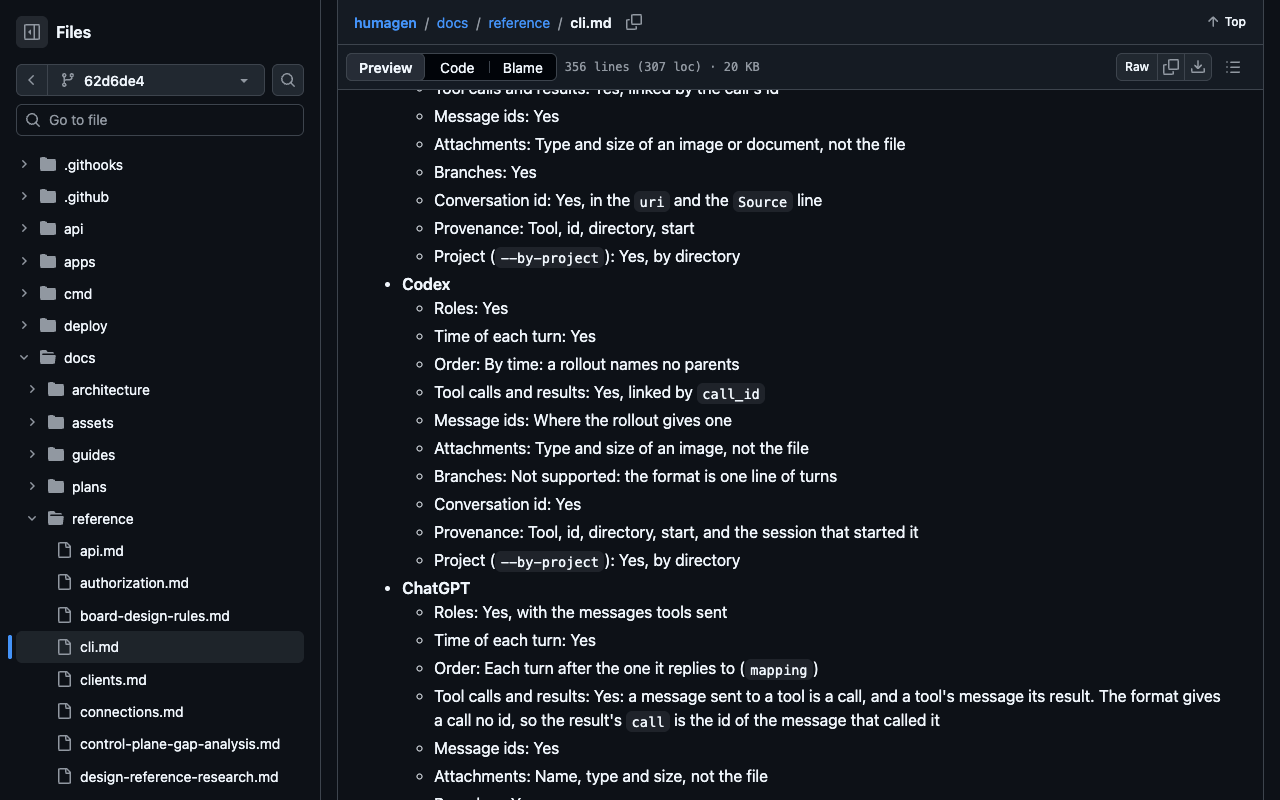 Files
humagen / docs / reference / cli.md
Top
62d6de4
Go to file
Preview Code Blame 356 lines (307 loc) · 20 KB
Raw
.githooks
.github
api
apps
cmd
deploy
docs
architecture
assets
guides
plans
reference
api.md
authorization.md
board-design-rules.md
cli.md
clients.md
connections.md
control-plane-gap-analysis.md
design-reference-research.md
Tool calls and results: Yes, linked by the call's id
Message ids: Yes
Attachments: Type and size of an image or document, not the file
Branches: Yes
Conversation id: Yes, in the uri and the Source line
Provenance: Tool, id, directory, start
Project (--by-project): Yes, by directory
Codex
Roles: Yes
Time of each turn: Yes
Order: By time: a rollout names no parents
Tool calls and results: Yes, linked by call_id
Message ids: Where the rollout gives one
Attachments: Type and size of an image, not the file
Branches: Not supported: the format is one line of turns
Conversation id: Yes
Provenance: Tool, id, directory, start, and the session that started it
Project (--by-project): Yes, by directory
ChatGPT
Roles: Yes, with the messages tools sent
Time of each turn: Yes
Order: Each turn after the one it replies to (mapping)
Tool calls and results: Yes: a message sent to a tool is a call, and a tool's message its result. The format gives
a call no id, so the result's call is the id of the message that called it
Message ids: Yes
Attachments: Name, type and size, not the file